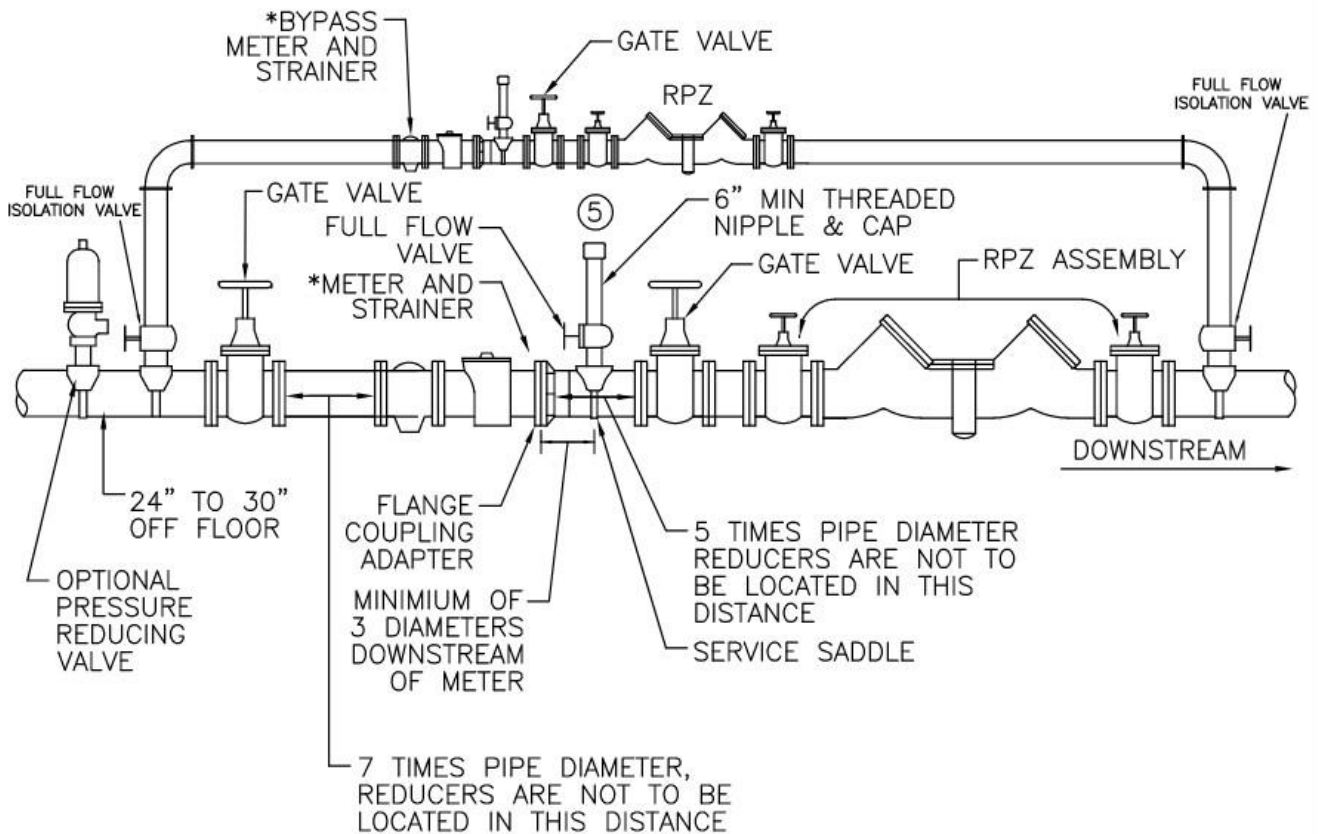 *BYPASS
METER AND
STRAINER
GATE VALVE
RPZ
FULL FLOW
ISOLATION VALVE
FULL FLOW
ISOLATION VALVE
GATE VALVE
FULL FLOW
VALVE
5
6" MIN THREADED
NIPPLE & CAP
*METER AND
STRAINER
GATE VALVE
RPZ ASSEMBLY
DOWNSTREAM
24" TO 30"
OFF FLOOR
FLANGE
COUPLING
ADAPTER
5 TIMES PIPE DIAMETER
REDUCERS ARE NOT TO
BE LOCATED IN THIS
DISTANCE
OPTIONAL
PRESSURE
REDUCING
VALVE
MINIMIUM OF
3 DIAMETERS
DOWNSTREAM
OF METER
SERVICE SADDLE
7 TIMES PIPE DIAMETER,
REDUCERS ARE NOT TO BE
LOCATED IN THIS DISTANCE